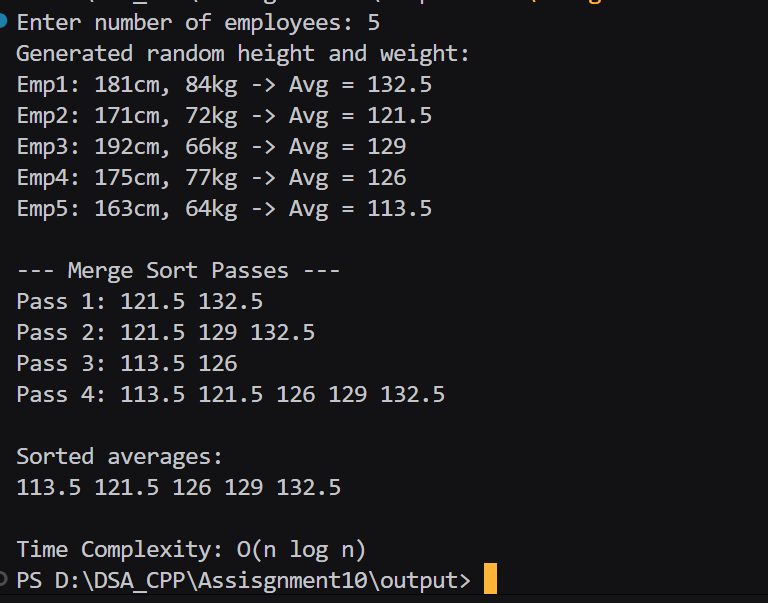 Enter number of employees: 5
Generated random height and weight:
Emp1: 181cm, 84kg -> Avg = 132.5
Emp2: 171cm, 72kg -> Avg = 121.5
Emp3: 192cm, 66kg -> Avg = 129
Emp4: 175cm, 77kg -> Avg = 126
Emp5: 163cm, 64kg -> Avg = 113.5

--- Merge Sort Passes ---
Pass 1: 121.5 132.5
Pass 2: 121.5 129 132.5
Pass 3: 113.5 126
Pass 4: 113.5 121.5 126 129 132.5

Sorted averages:
113.5 121.5 126 129 132.5

Time Complexity: O(n log n)
PS D:\DSA_CPP\Assisgnment10\output>